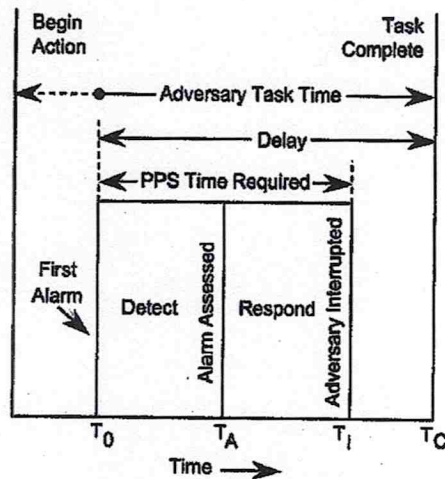 Begin
Action
Task
Complete
Adversary Task Time
Delay
PPS Time Required
First
Alarm
Detect
Alarm Assessed
Respond
Adversary Interrupted
T0
TA
TI
TC
Time